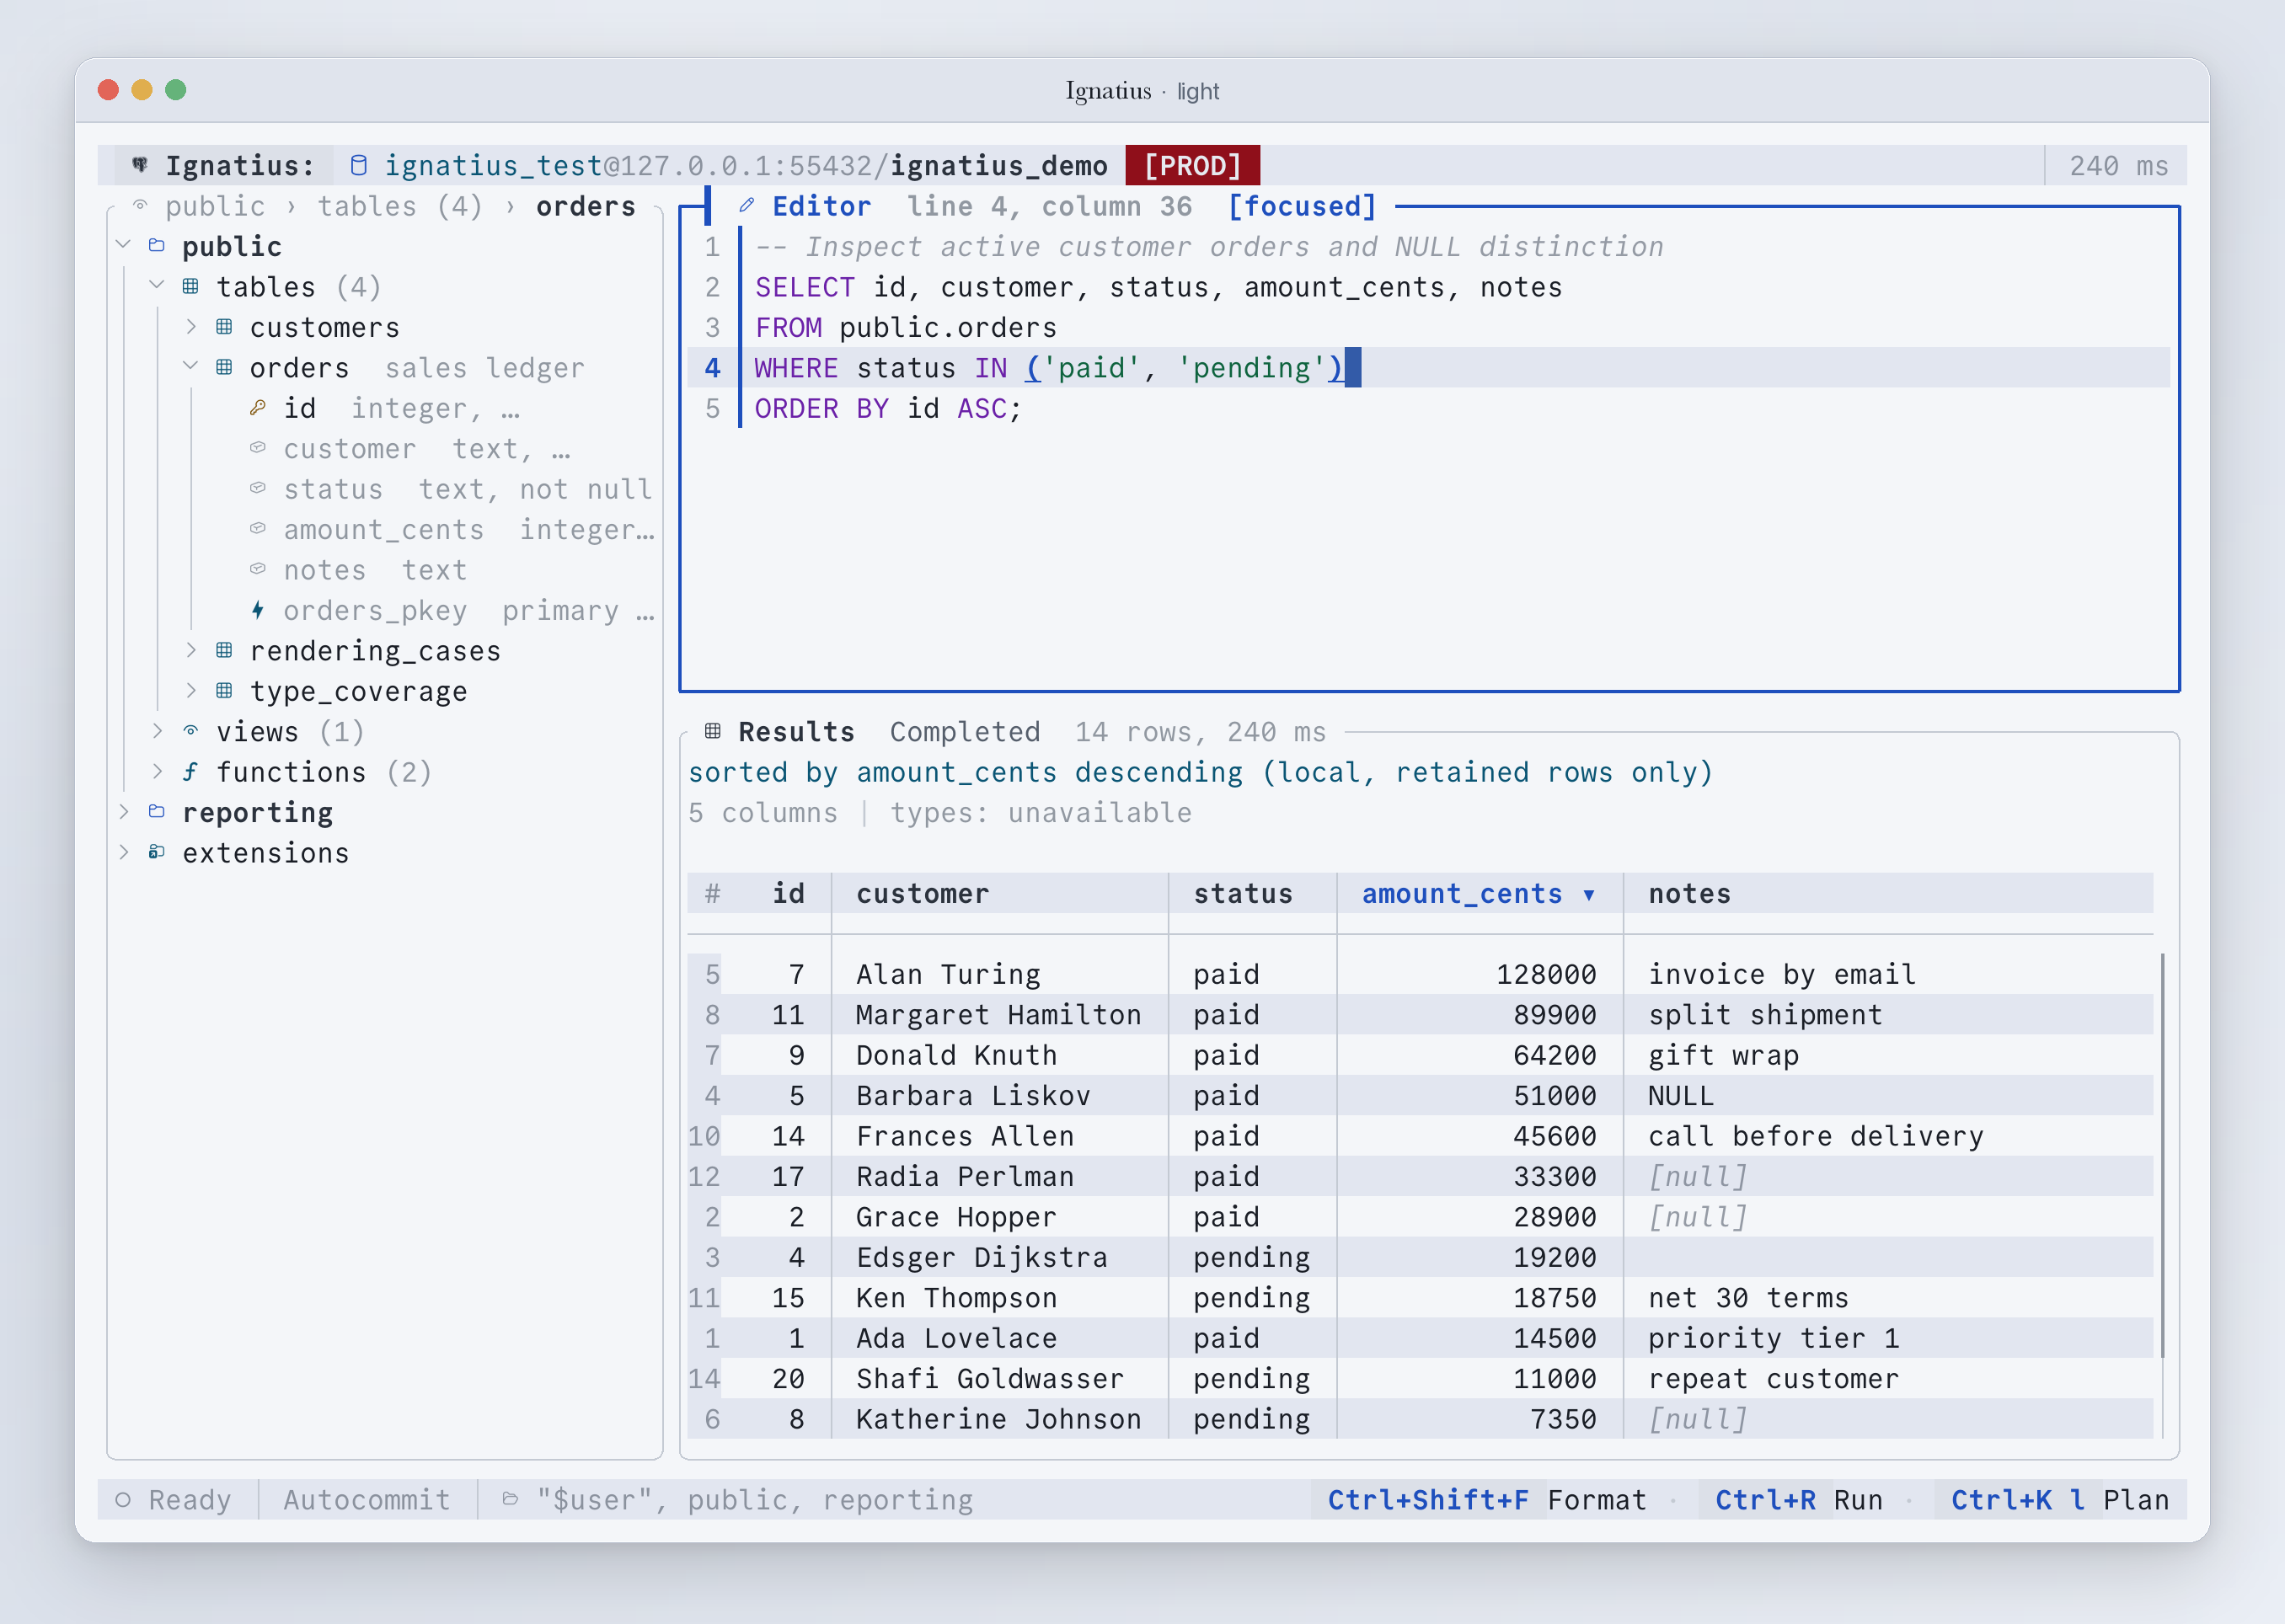 Ignatius · light
Ignatius: ignatius_test@127.0.0.1:55432/ignatius_demo [PROD] 240 ms
public › tables (4) › orders
public
tables (4)
customers
orders sales ledger
id integer, …
customer text, …
status text, not null
amount_cents integer…
notes text
orders_pkey primary …
rendering_cases
type_coverage
views (1)
functions (2)
reporting
extensions
Editor line 4, column 36 [focused]
1 -- Inspect active customer orders and NULL distinction
2 SELECT id, customer, status, amount_cents, notes
3 FROM public.orders
4 WHERE status IN ('paid', 'pending')
5 ORDER BY id ASC;
Results Completed 14 rows, 240 ms
sorted by amount_cents descending (local, retained rows only)
5 columns | types: unavailable
# id customer status amount_cents ▼ notes
5 7 Alan Turing paid 128000 invoice by email
8 11 Margaret Hamilton paid 89900 split shipment
7 9 Donald Knuth paid 64200 gift wrap
4 5 Barbara Liskov paid 51000 NULL
10 14 Frances Allen paid 45600 call before delivery
12 17 Radia Perlman paid 33300 [null]
2 2 Grace Hopper paid 28900 [null]
3 4 Edsger Dijkstra pending 19200
11 15 Ken Thompson pending 18750 net 30 terms
1 1 Ada Lovelace paid 14500 priority tier 1
14 20 Shafi Goldwasser pending 11000 repeat customer
6 8 Katherine Johnson pending 7350 [null]
Ready Autocommit "$user", public, reporting Ctrl+Shift+F Format · Ctrl+R Run · Ctrl+K l Plan